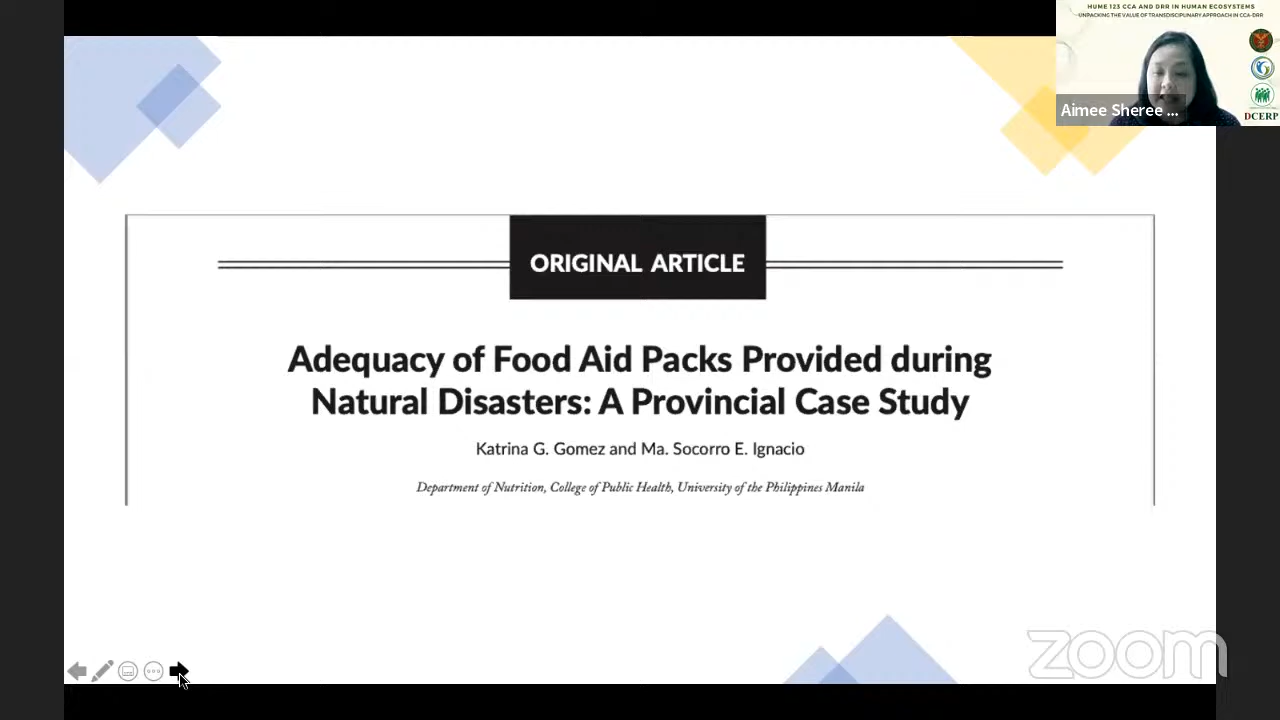 HUME 123 CCA AND DRR IN HUMAN ECOSYSTEMS
UNPACKING THE VALUE OF TRANSDISCIPLINARY APPROACH IN CCA-DRR
Aimee Sheree ...
DCERP
ORIGINAL ARTICLE
Adequacy of Food Aid Packs Provided during
Natural Disasters: A Provincial Case Study
Katrina G. Gomez and Ma. Socorro E. Ignacio
Department of Nutrition, College of Public Health, University of the Philippines Manila
zoom